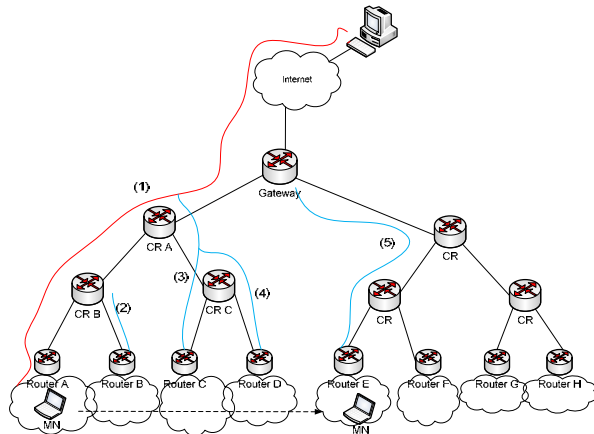 Internet
Gateway
(1)
CR A
CR
(5)
(3)
(4)
CR B
(2)
CR C
CR
CR
Router A
Router B
Router C
Router D
Router E
Router F
Router G
Router H
MN
MN